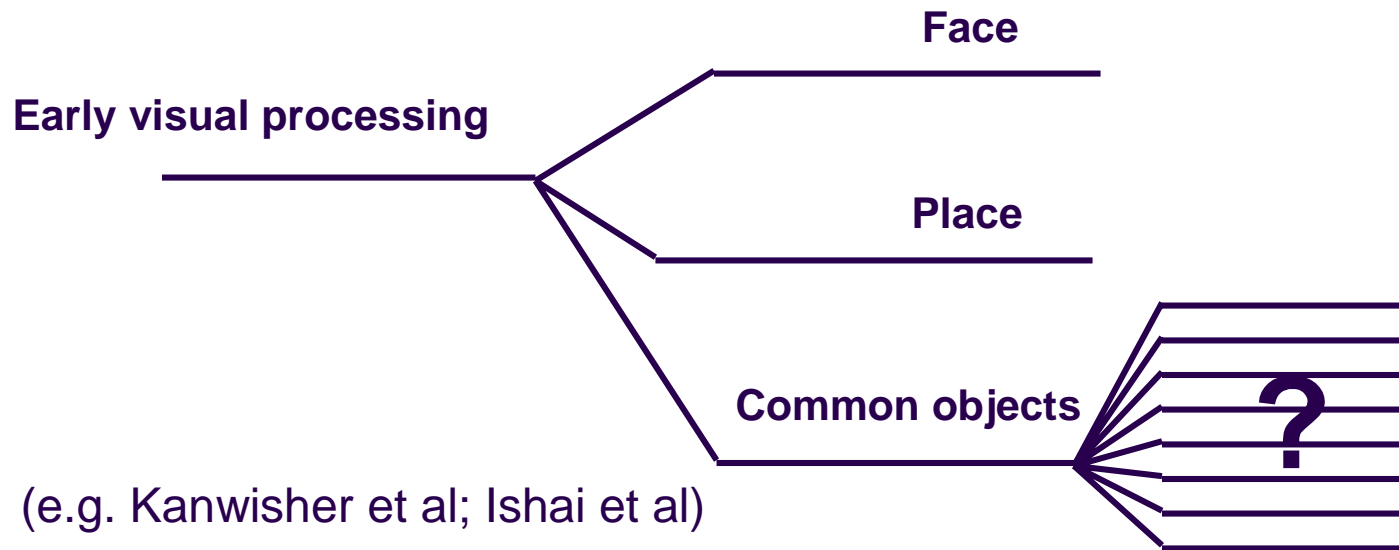 Face
Early visual processing
Place
Common objects
?
(e.g. Kanwisher et al; Ishai et al)